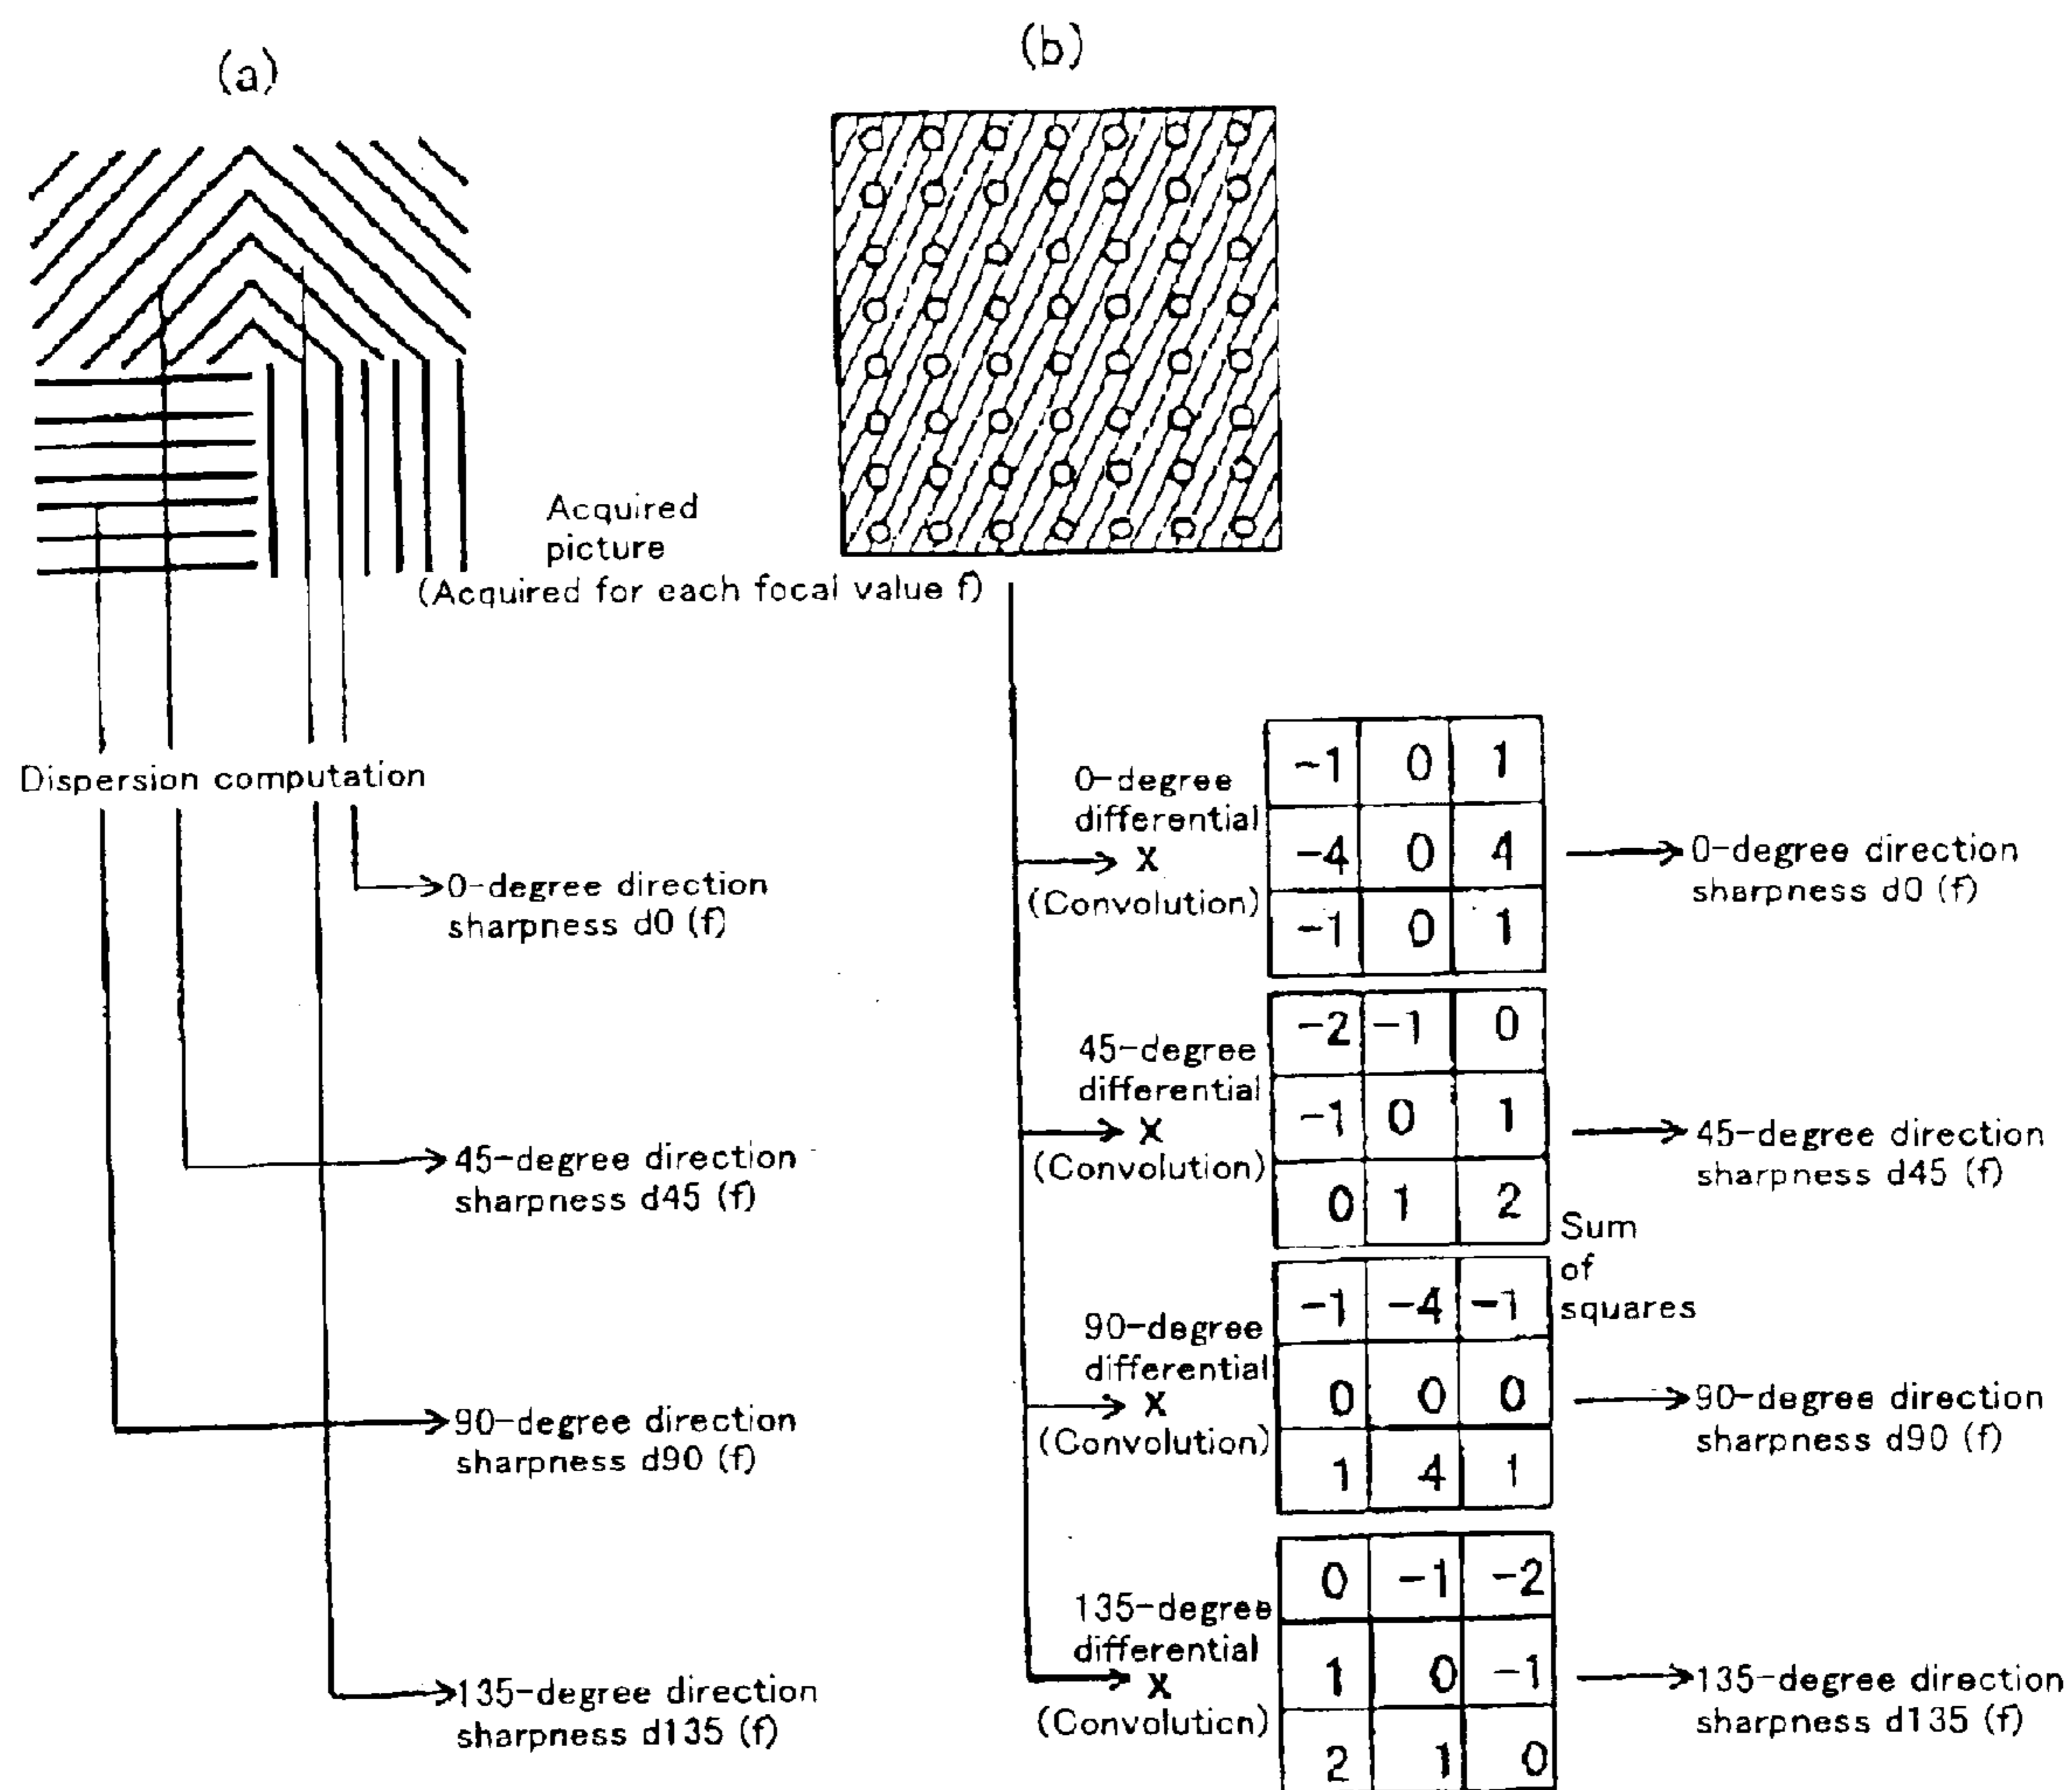 (a)
(b)
Acquired
picture
(Acquired for each focal value f)
Dispersion computation
0-degree direction
sharpness d0 (f)
45-degree direction
sharpness d45 (f)
90-degree direction
sharpness d90 (f)
135-degree direction
sharpness d135 (f)
0-degree
differential
X
(Convolution)
-1 0 1
-4 0 4
-1 0 1
0-degree direction
sharpness d0 (f)
45-degree
differential
X
(Convolution)
-2 -1 0
-1 0 1
0 1 2
45-degree direction
sharpness d45 (f)
Sum
of
squares
90-degree
differential
X
(Convolution)
-1 -4 -1
0 0 0
1 4 1
90-degree direction
sharpness d90 (f)
135-degree
differential
X
(Convolution)
0 -1 -2
1 0 -1
2 1 0
135-degree direction
sharpness d135 (f)